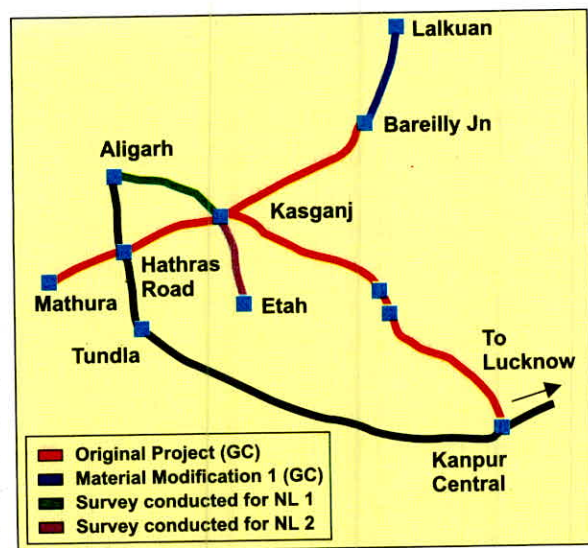 Lalkuan
Bareilly Jn
Aligarh
Kasganj
Hathras
Road
Mathura
Etah
Tundla
To
Lucknow
Kanpur
Central
Original Project (GC)
Material Modification 1 (GC)
Survey conducted for NL 1
Survey conducted for NL 2